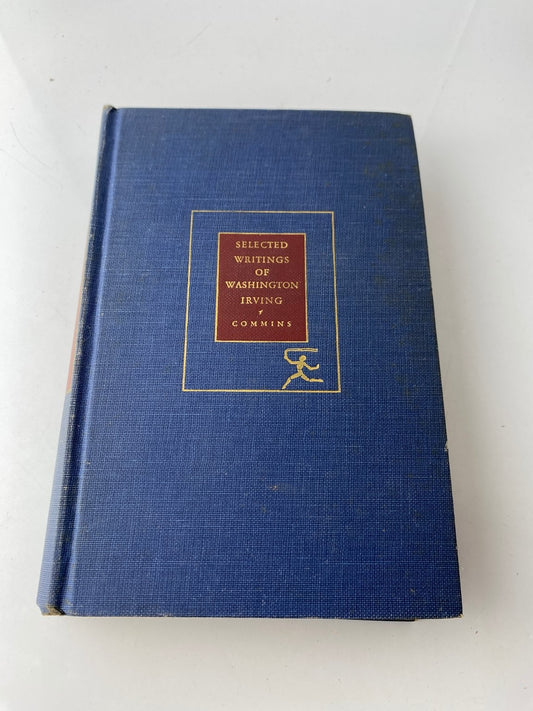 SELECTED
WRITINGS
OF
WASHINGTON
IRVING
COMMINS